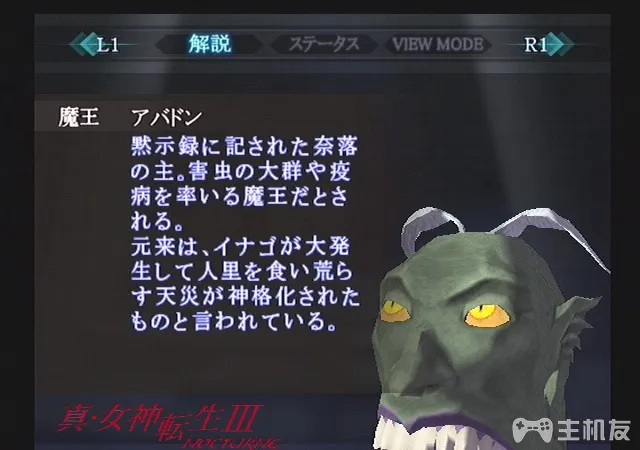 L1 解説 ステータス VIEW MODE R1
魔王 アバドン
黙示録に記された奈落
の主。害虫の大群や疫
病を率いる魔王だとさ
れる。
元来は、イナゴが大発
生して人里を食い荒ら
す天災が神格化された
ものと言われている。
真・女神転生III
NOCTURNE
主机友